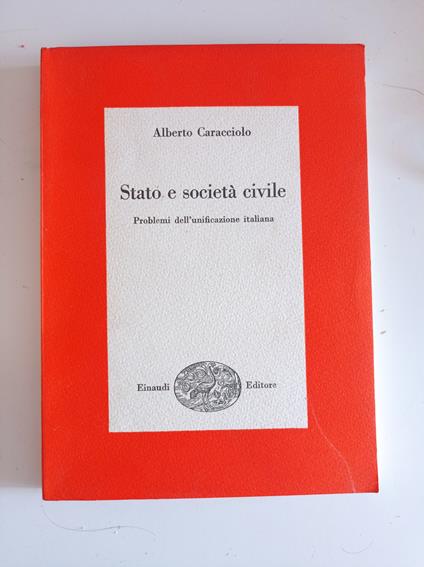 Alberto Caracciolo
Stato e società civile
Problemi dell'unificazione italiana
Einaudi Editore